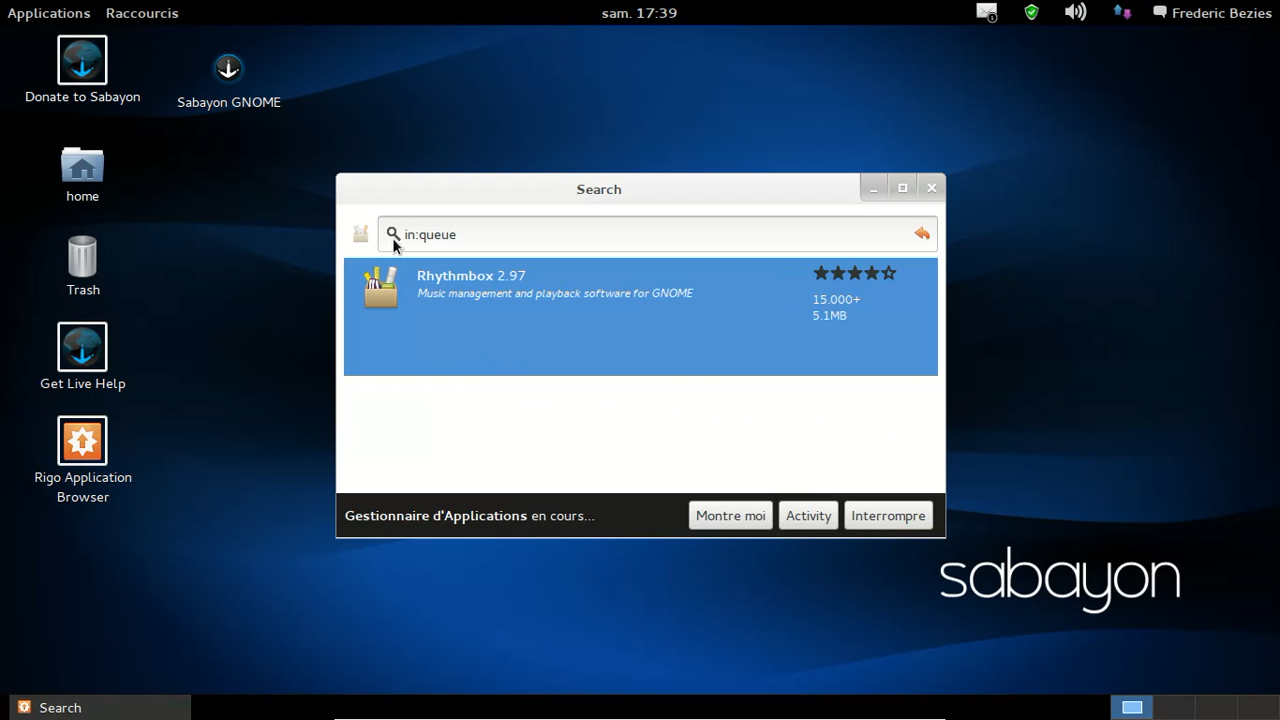 Applications Raccourcis sam. 17:39 1 Frederic Bezies
Donate to Sabayon
Sabayon GNOME
home
Trash
Get Live Help
Rigo Application
Browser
Search
in:queue
Rhythmbox 2.97
Music management and playback software for GNOME
15.000+
5.1MB
Gestionnaire d'Applications en cours... Montre moi Activity Interrompre
sabayon
Search